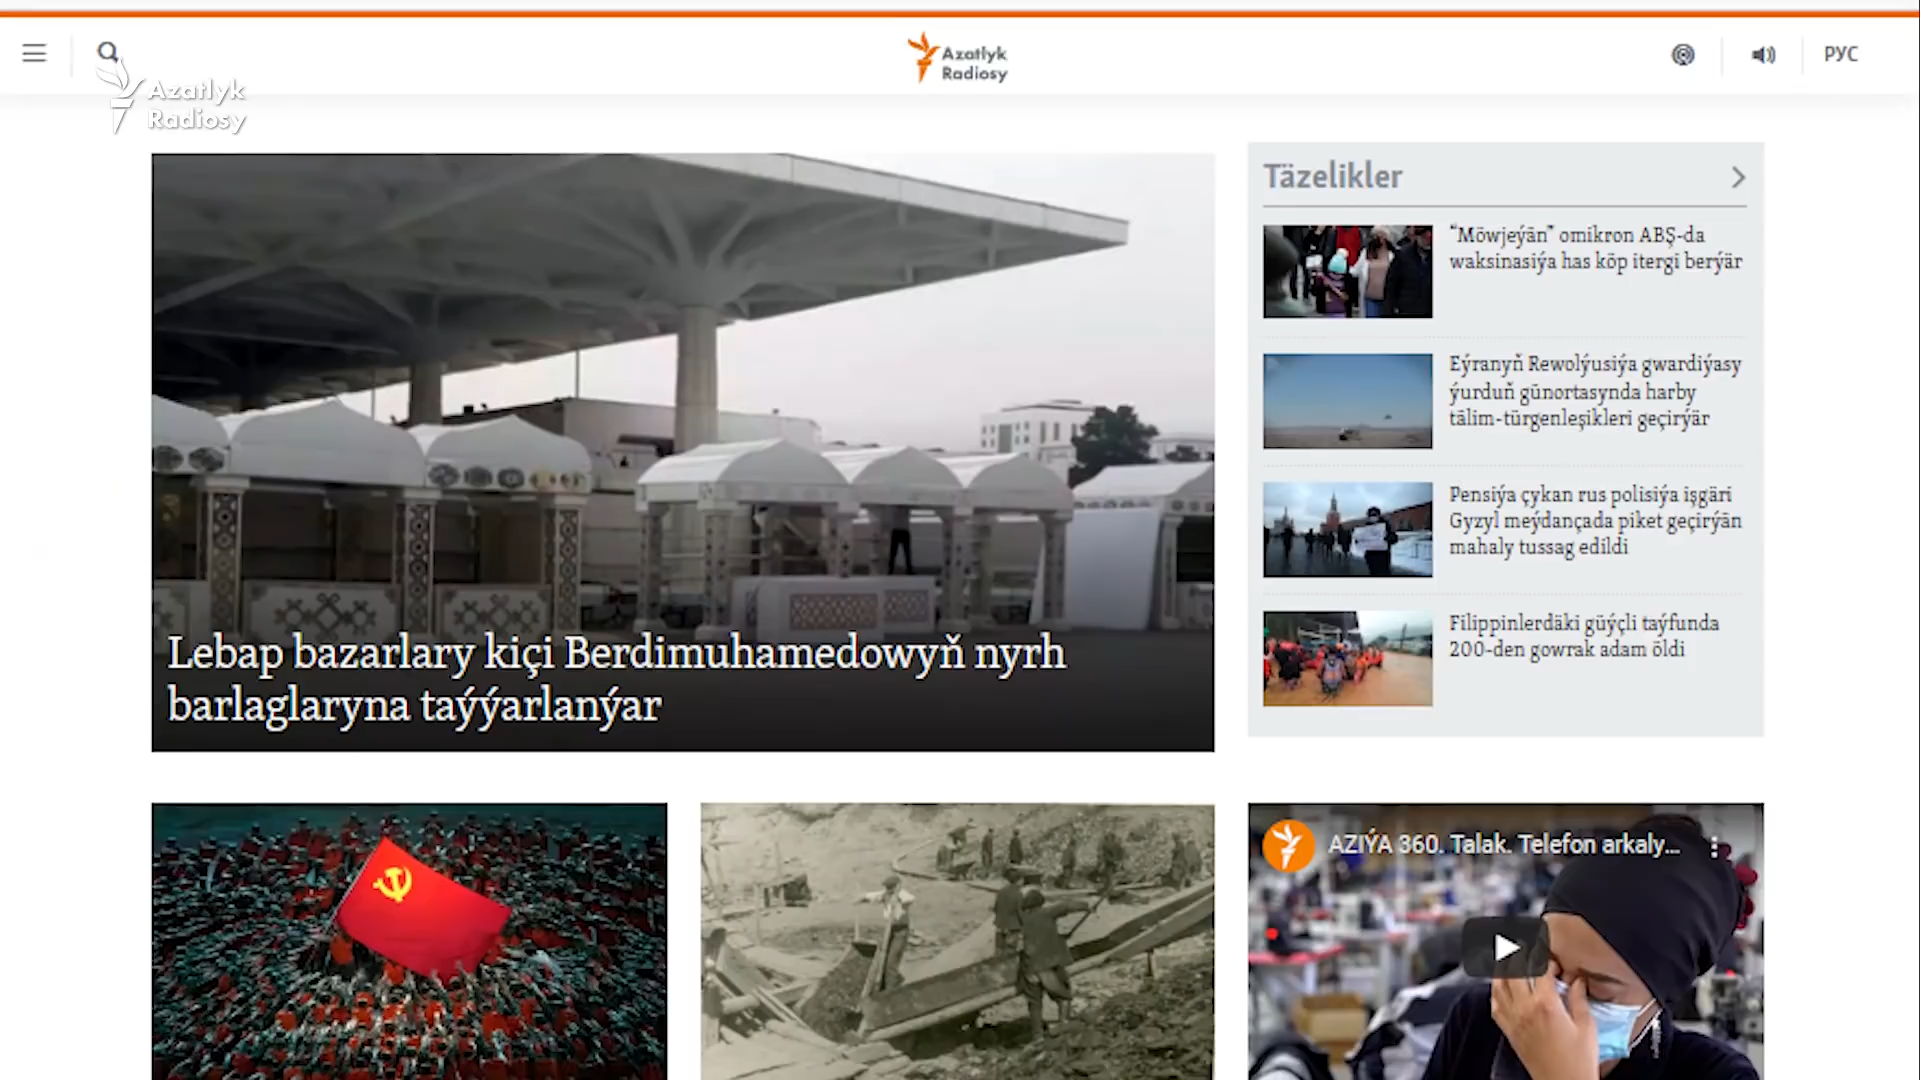 Azatlyk
Radiosy
РУС
Azatlyk
Radiosy
Lebap bazarlary kiçi Berdimuhamedowyň nyrh
barlaglaryna taýýarlanýar
Täzelikler
“Möwjeýän” omikron ABŞ-da
waksinasiýa has köp itergi berýär
Eýranyň Rewolýusiýa gwardiýasy
ýurduň günortasynda harby
tälim-türgenleşikleri geçirýär
Pensiýa çykan rus polisiýa işgäri
Gyzyl meýdançada piket geçirýän
mahaly tussag edildi
Filippinlerdäki güýçli taýfunda
200-den gowrak adam öldi
AZIÝA 360. Talak. Telefon arkaly...